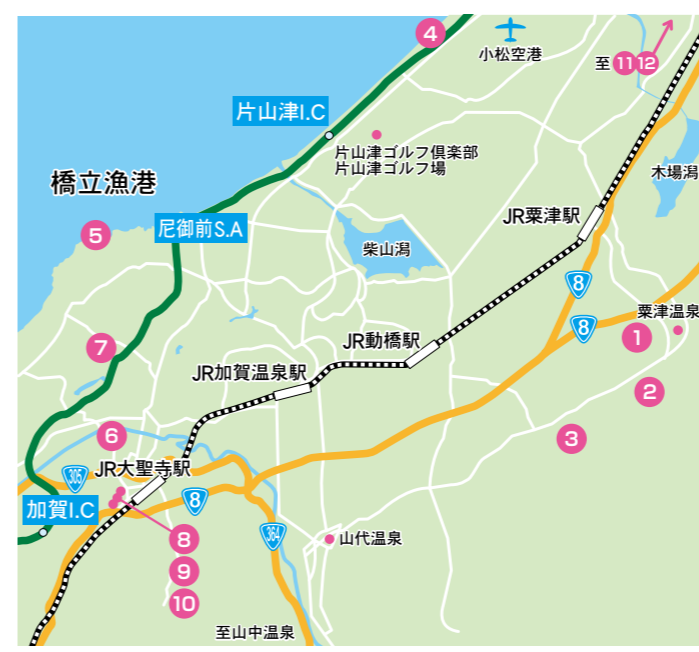 4
小松空港
至 11 12
片山津I.C
片山津ゴルフ倶楽部
片山津ゴルフ場
木場潟
橋立漁港
JR粟津駅
5
尼御前S.A
柴山潟
8
粟津温泉
8
1
JR動橋駅
7
JR加賀温泉駅
2
6
3
JR大聖寺駅
305
8
加賀I.C
364
山代温泉
8
9
10
至山中温泉